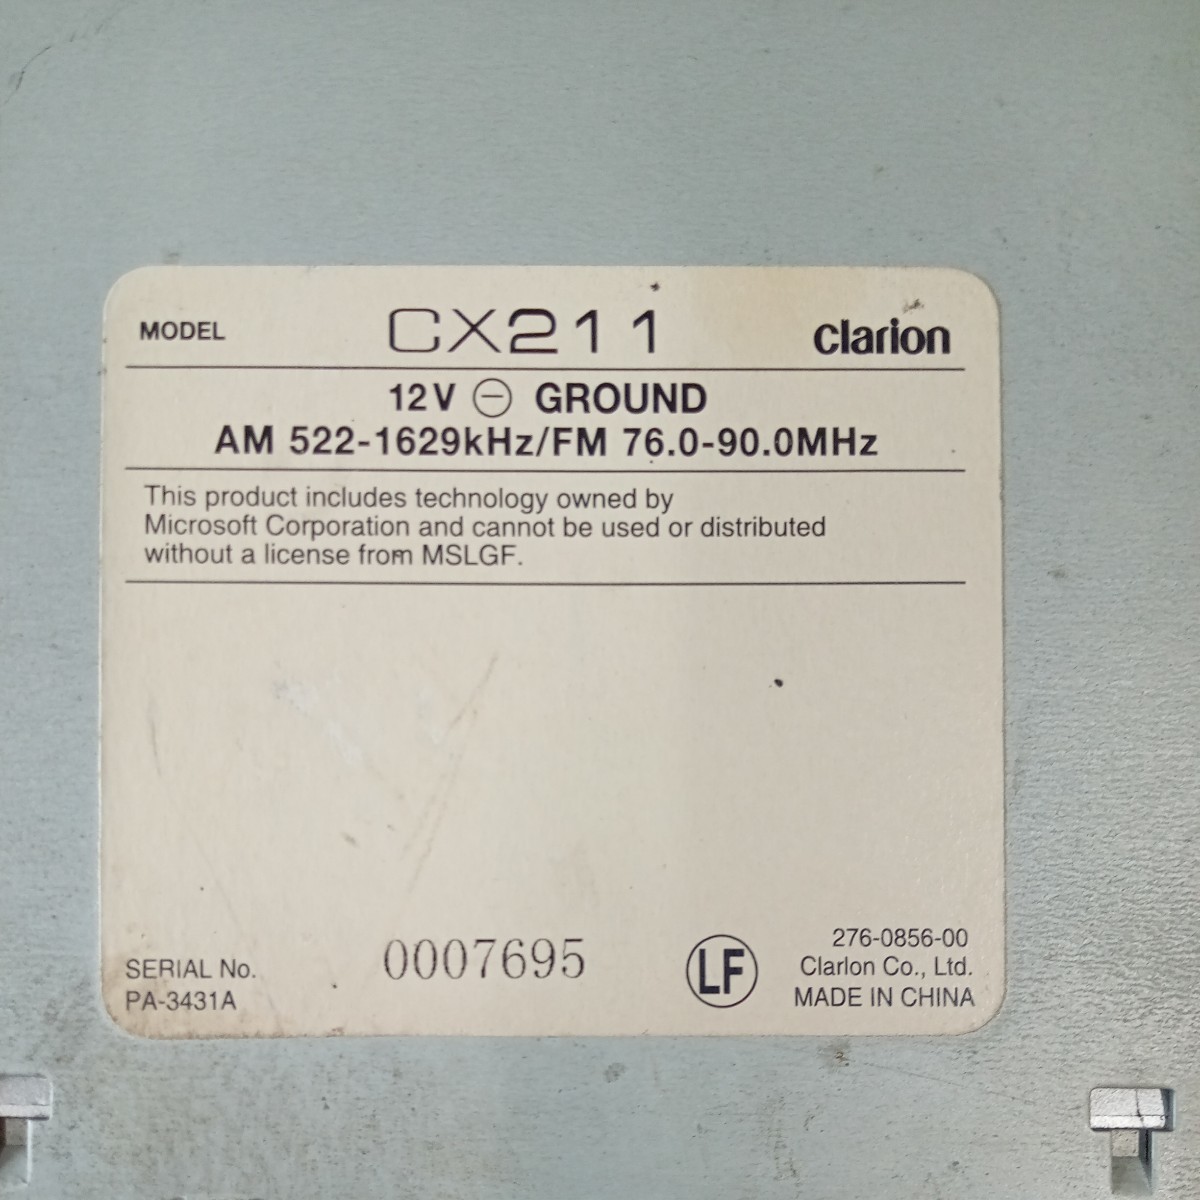 MODEL CX211 clarion
12V ⊖ GROUND
AM 522-1629kHz/FM 76.0-90.0MHz
This product includes technology owned by
Microsoft Corporation and cannot be used or distributed
without a license from MSLGF.
276-0856-00
SERIAL No. 0007695 LF Clarion Co., Ltd.
PA-3431A MADE IN CHINA